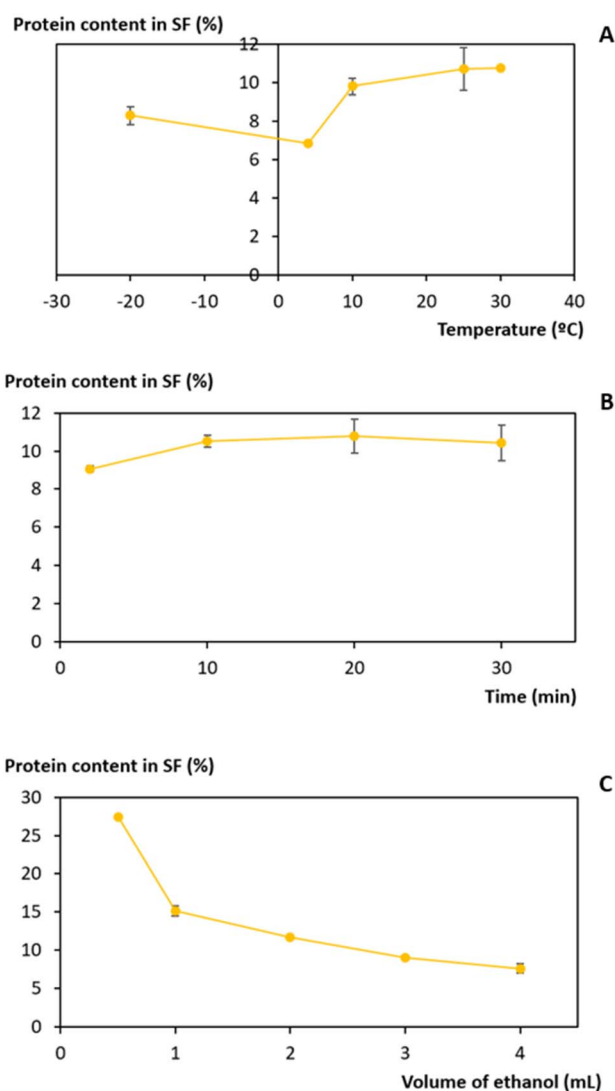 Protein content in SF (%)
A
12
10
8
6
4
2
0
-30 -20 -10 0 10 20 30 40
Temperature (ºC)
Protein content in SF (%)
B
12
10
8
6
4
2
0
0 10 20 30
Time (min)
Protein content in SF (%)
C
30
25
20
15
10
5
0
0 1 2 3 4
Volume of ethanol (mL)